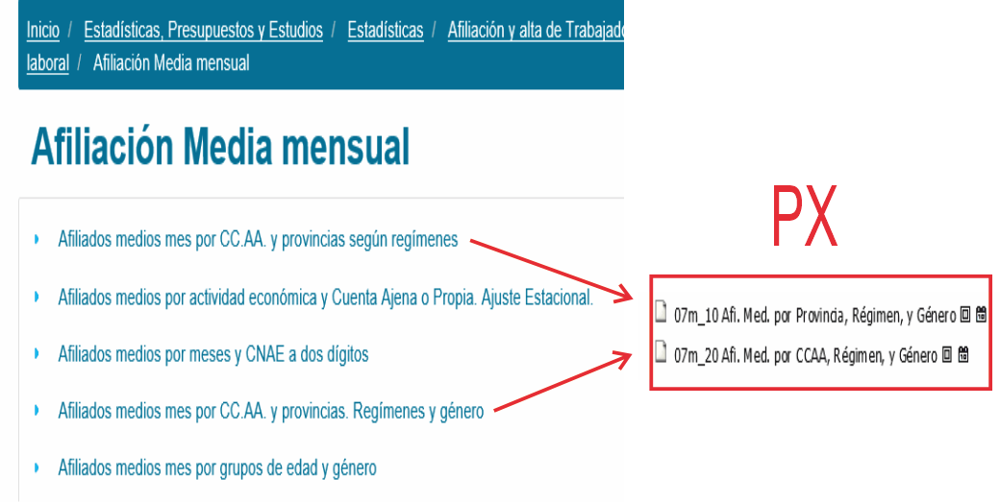 Inicio / Estadísticas, Presupuestos y Estudios / Estadísticas / Afiliación y alta de
laboral / Afiliación Media mensual
Afiliación Media mensual
Afiliados medios mes por CC.AA. y provincias según regímenes
Afiliados medios por actividad económica y Cuenta Ajena o Propia. Ajuste Estacional.
Afiliados medios por meses y CNAE a dos dígitos
Afiliados medios mes por CC.AA. y provincias. Regímenes y género
Afiliados medios mes por grupos de edad y género
PX
07m_10 Afi. Med. por Provincia, Régimen, y Género
07m_20 Afi. Med. por CCAA, Régimen, y Género